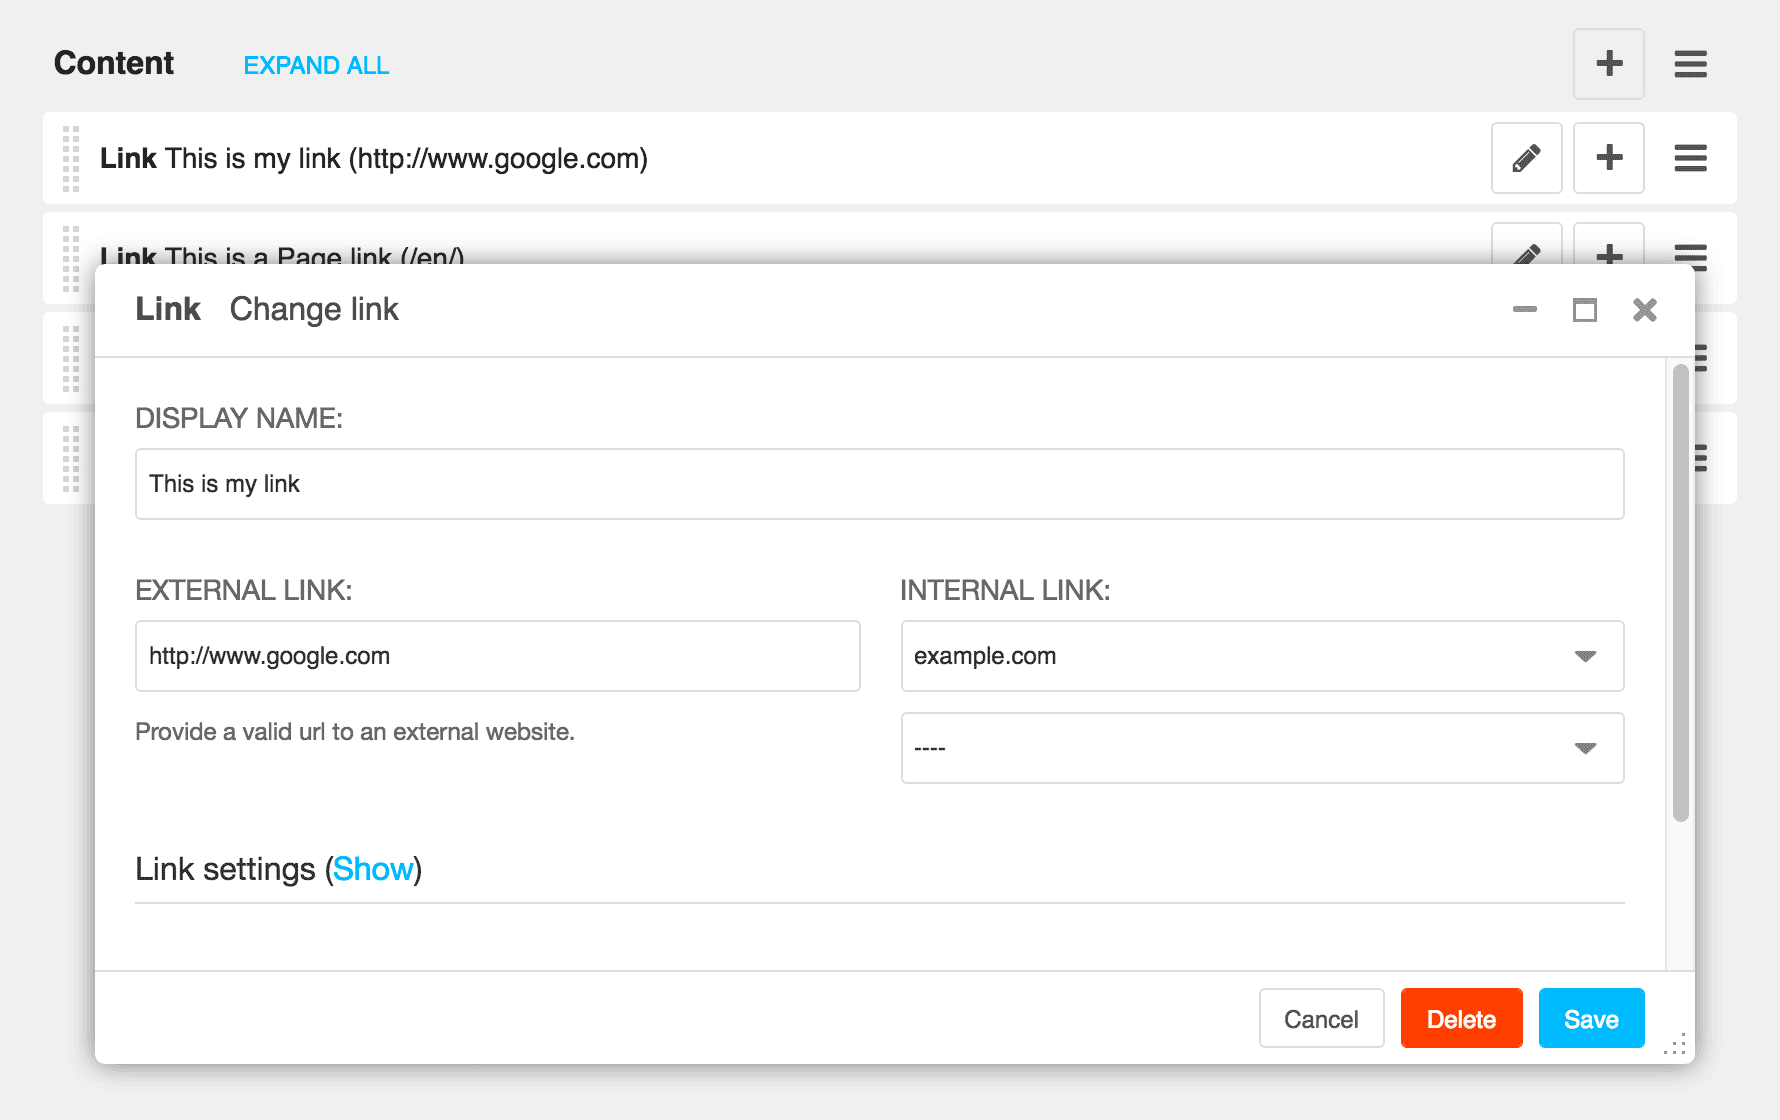 Content EXPAND ALL
Link This is my link (http://www.google.com)
Link This is a Page link (/en/)
Link Change link
DISPLAY NAME:
This is my link
EXTERNAL LINK: INTERNAL LINK:
http://www.google.com example.com
Provide a valid url to an external website. ----
Link settings (Show)
Cancel Delete Save